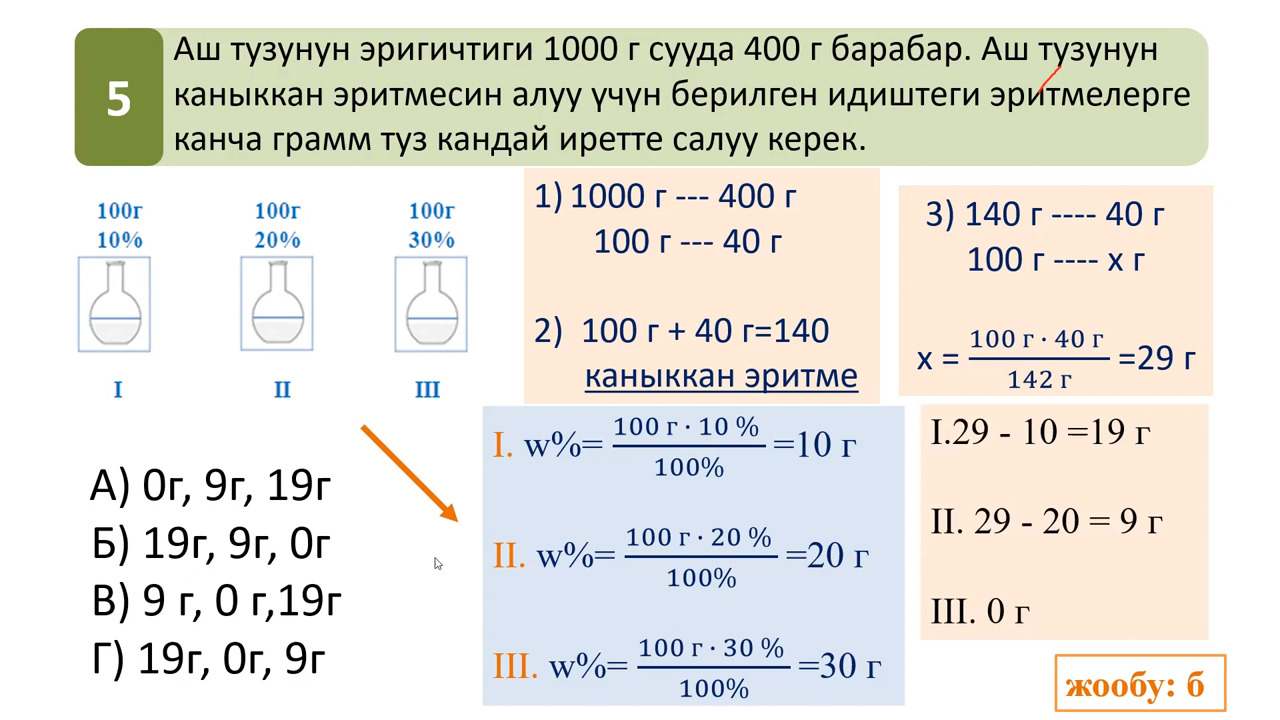 5
Аш тузунун эригичтиги 1000 г сууда 400 г барабар. Аш тузунун
каныккан эритмесин алуу үчүн берилген идиштеги эритмелерге
канча грамм туз кандай иретте салуу керек.
100г 100г 100г
10% 20% 30%
I II III
А) 0г, 9г, 19г
Б) 19г, 9г, 0г
В) 9 г, 0 г,19г
Г) 19г, 0г, 9г
1) 1000 г --- 400 г
100 г --- 40 г
2) 100 г + 40 г=140
каныккан эритме
3) 140 г ---- 40 г
100 г ---- х г
х = 100 г · 40 г / 142 г =29 г
I. w%= 100 г · 10 % / 100% =10 г
II. w%= 100 г · 20 % / 100% =20 г
III. w%= 100 г · 30 % / 100% =30 г
I.29 - 10 =19 г
II. 29 - 20 = 9 г
III. 0 г
жообу: б